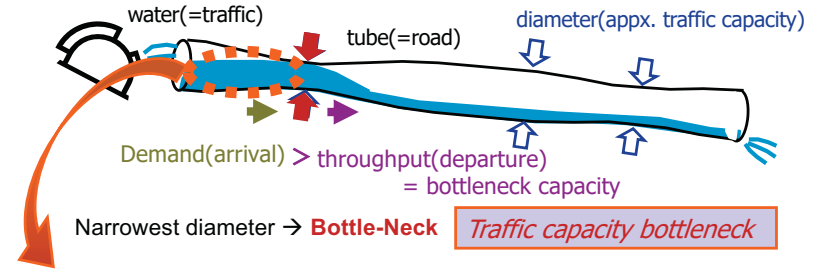 water(=traffic)
tube(=road)
diameter(appx. traffic capacity)
Demand(arrival) > throughput(departure)
= bottleneck capacity
Narrowest diameter → Bottle-Neck
Traffic capacity bottleneck